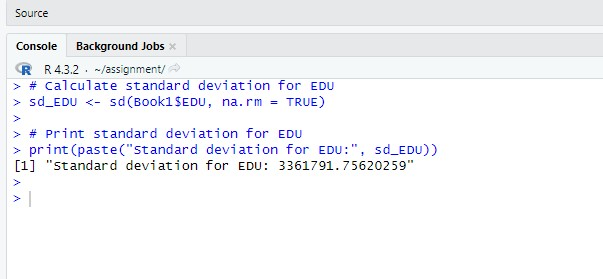 Source
Console Background Jobs ×
R R 4.3.2 · ~/assignment/
> # Calculate standard deviation for EDU
> sd_EDU <- sd(Book1$EDU, na.rm = TRUE)
>
> # Print standard deviation for EDU
> print(paste("Standard deviation for EDU:", sd_EDU))
[1] "Standard deviation for EDU: 3361791.75620259"
>
>